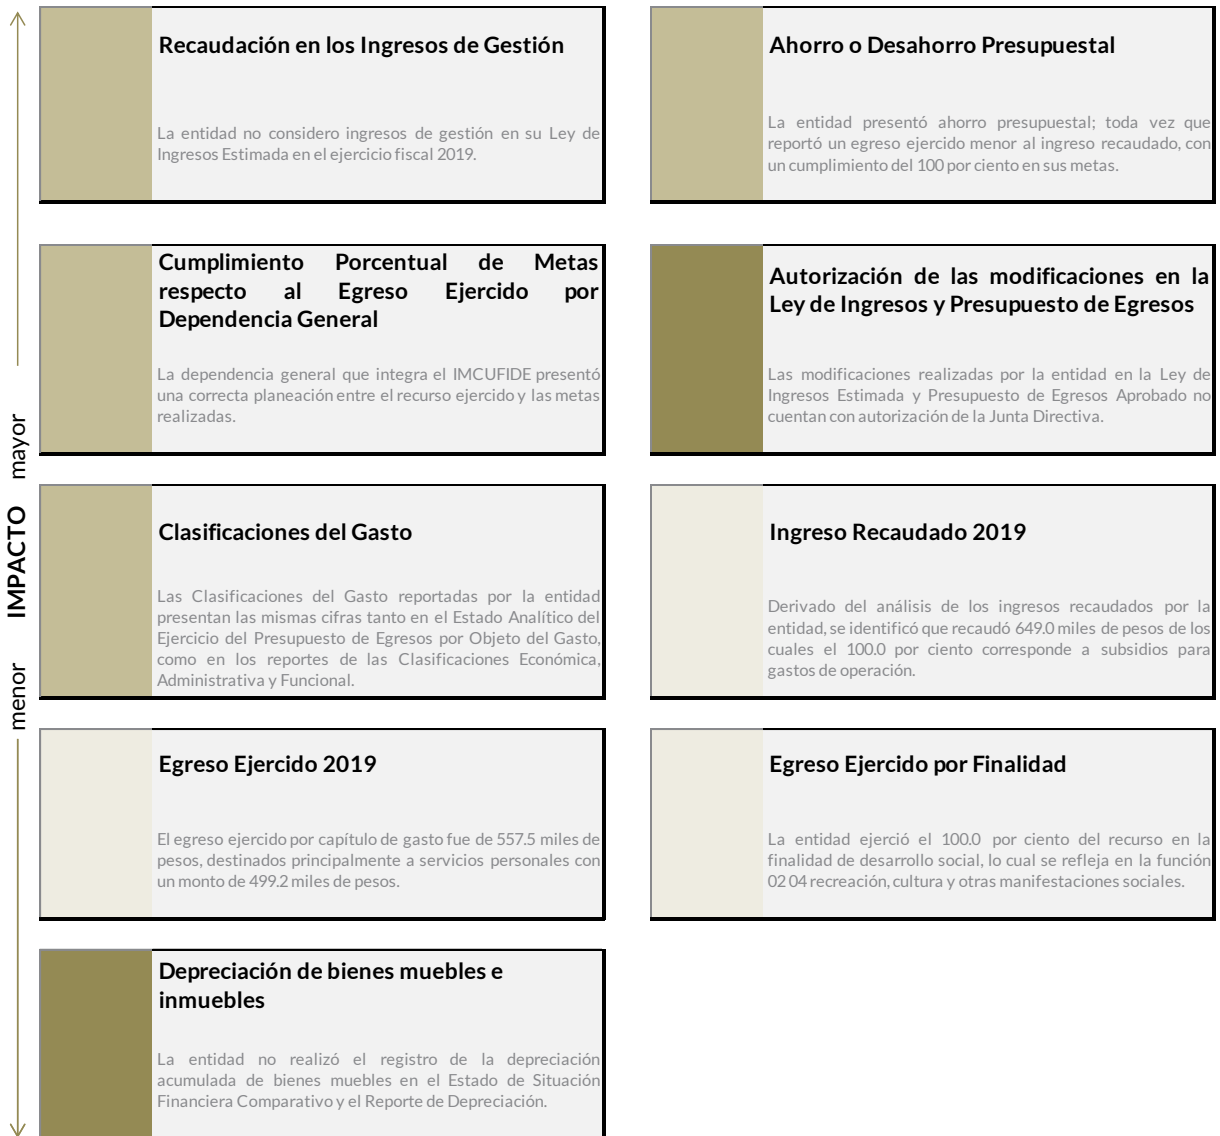 Recaudación en los Ingresos de Gestión
La entidad no considero ingresos de gestión en su Ley de
Ingresos Estimada en el ejercicio fiscal 2019.
Ahorro o Desahorro Presupuestal
La entidad presentó ahorro presupuestal; toda vez que
reportó un egreso ejercido menor al ingreso recaudado, con
un cumplimiento del 100 por ciento en sus metas.
Cumplimiento Porcentual de Metas
respecto al Egreso Ejercido por
Dependencia General
La dependencia general que integra el IMCUFIDE presentó
una correcta planeación entre el recurso ejercido y las metas
realizadas.
Autorización de las modificaciones en la
Ley de Ingresos y Presupuesto de Egresos
Las modificaciones realizadas por la entidad en la Ley de
Ingresos Estimada y Presupuesto de Egresos Aprobado no
cuentan con autorización de la Junta Directiva.
menor IMPACTO mayor
Clasificaciones del Gasto
Las Clasificaciones del Gasto reportadas por la entidad
presentan las mismas cifras tanto en el Estado Analítico del
Ejercicio del Presupuesto de Egresos por Objeto del Gasto,
como en los reportes de las Clasificaciones Económica,
Administrativa y Funcional.
Ingreso Recaudado 2019
Derivado del análisis de los ingresos recaudados por la
entidad, se identificó que recaudó 649.0 miles de pesos de los
cuales el 100.0 por ciento corresponde a subsidios para
gastos de operación.
Egreso Ejercido 2019
El egreso ejercido por capítulo de gasto fue de 557.5 miles de
pesos, destinados principalmente a servicios personales con
un monto de 499.2 miles de pesos.
Egreso Ejercido por Finalidad
La entidad ejerció el 100.0 por ciento del recurso en la
finalidad de desarrollo social, lo cual se refleja en la función
02 04 recreación, cultura y otras manifestaciones sociales.
Depreciación de bienes muebles e
inmuebles
La entidad no realizó el registro de la depreciación
acumulada de bienes muebles en el Estado de Situación
Financiera Comparativo y el Reporte de Depreciación.